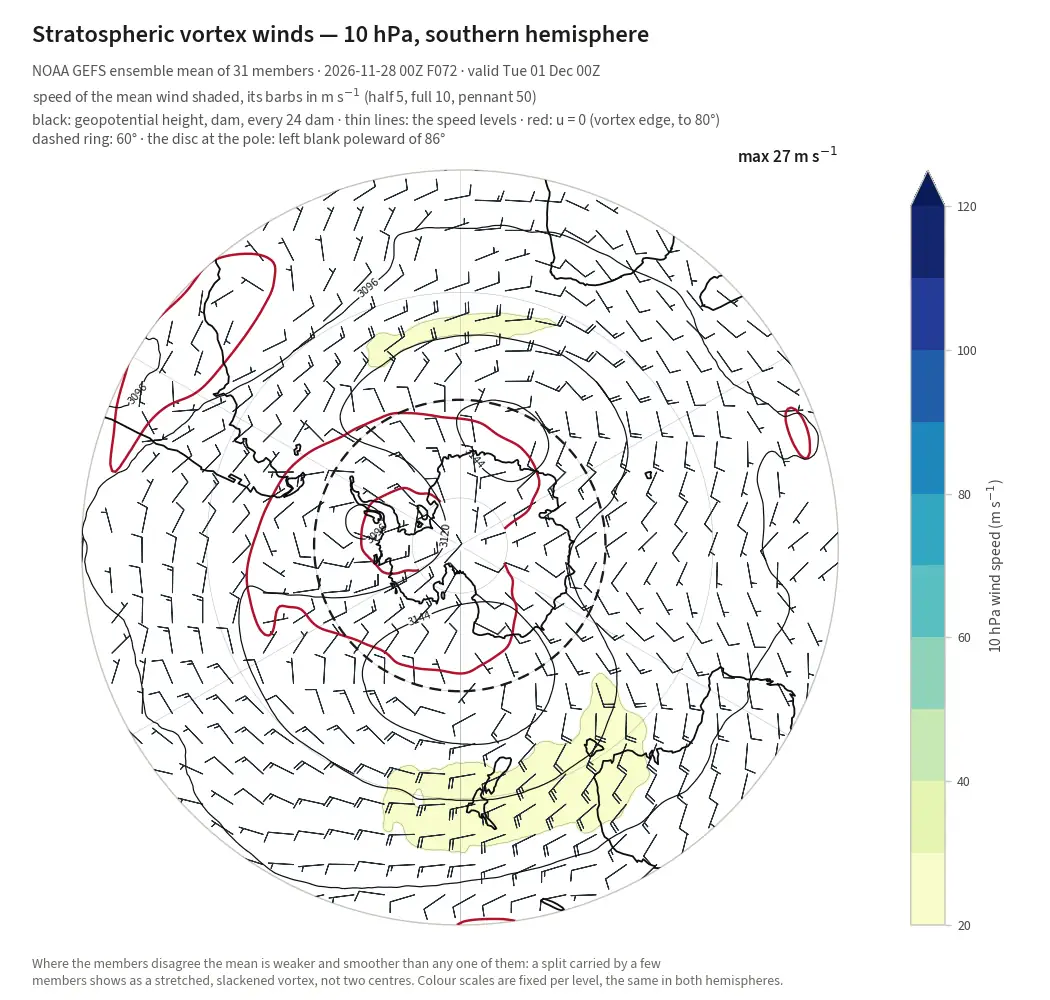 Stratospheric vortex winds — 10 hPa, southern hemisphere
NOAA GEFS ensemble mean of 31 members · 2026-11-28 00Z F072 · valid Tue 01 Dec 00Z
speed of the mean wind shaded, its barbs in m s⁻¹ (half 5, full 10, pennant 50)
black: geopotential height, dam, every 24 dam · thin lines: the speed levels · red: u = 0 (vortex edge, to 80°)
dashed ring: 60° · the disc at the pole: left blank poleward of 86°
max 27 m s⁻¹
120
100
80
60
40
20
10 hPa wind speed (m s⁻¹)
3096
3096
3120
3144
Where the members disagree the mean is weaker and smoother than any one of them: a split carried by a few
members shows as a stretched, slackened vortex, not two centres. Colour scales are fixed per level, the same in both hemispheres.